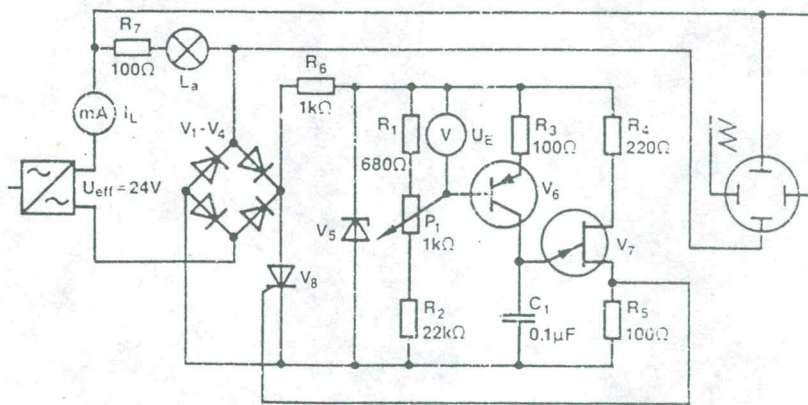 R7
100Ω
La
mA
iL
Ueff = 24V
V1-V4
R6
1kΩ
R1
680Ω
V
UE
R3
100Ω
R4
220Ω
V6
V5
P1
1kΩ
V7
V8
R2
22kΩ
C1
0.1µF
R5
100Ω